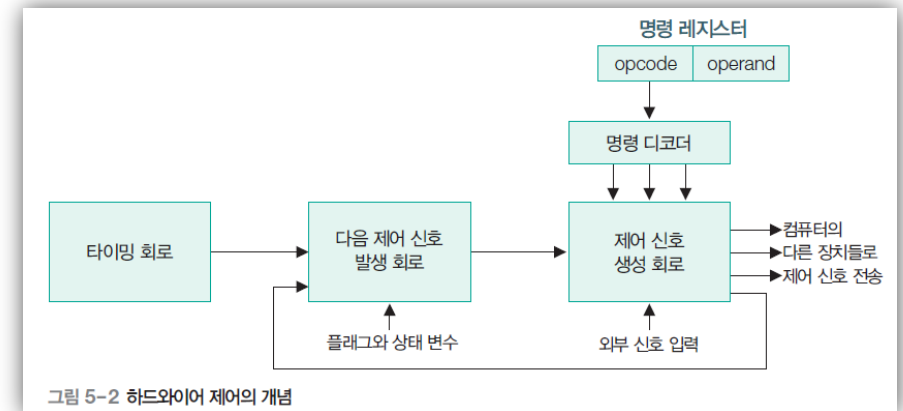 명령 레지스터
opcode
operand
명령 디코더
타이밍 회로
다음 제어 신호
발생 회로
제어 신호
생성 회로
컴퓨터의
다른 장치들로
제어 신호 전송
플래그와 상태 변수
외부 신호 입력
그림 5-2 하드와이어 제어의 개념